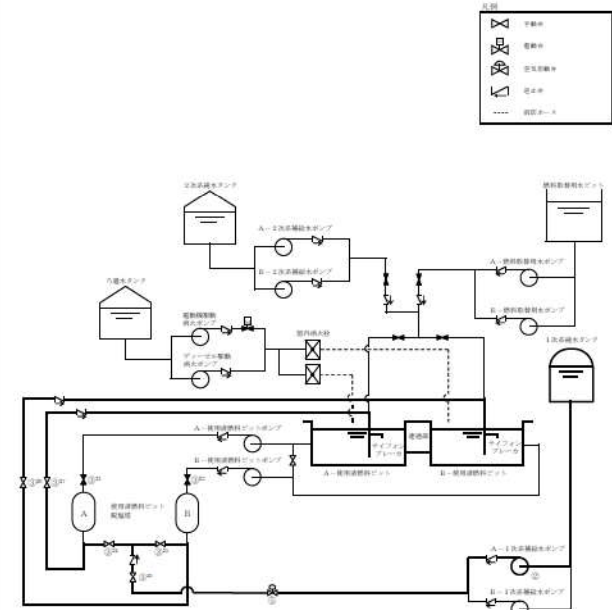 凡例
手動弁
電動弁
空気作動弁
逆止弁
消防ホース
2次系純水タンク
燃料取替用水ピット
A-2次系補給水ポンプ
B-2次系補給水ポンプ
A-燃料取替用水ポンプ
B-燃料取替用水ポンプ
ろ過水タンク
電動機駆動
消火ポンプ
屋内消火栓
ディーゼル駆動
消火ポンプ
1次系純水タンク
A-使用済燃料ピットポンプ
B-使用済燃料ピットポンプ
サイフォン
ブレーカ
サイフォン
ブレーカ
A-使用済燃料ピット
B-使用済燃料ピット
A
B
使用済燃料ピット
脱塩塔
A-1次系補給水ポンプ
②
B-1次系補給水ポンプ